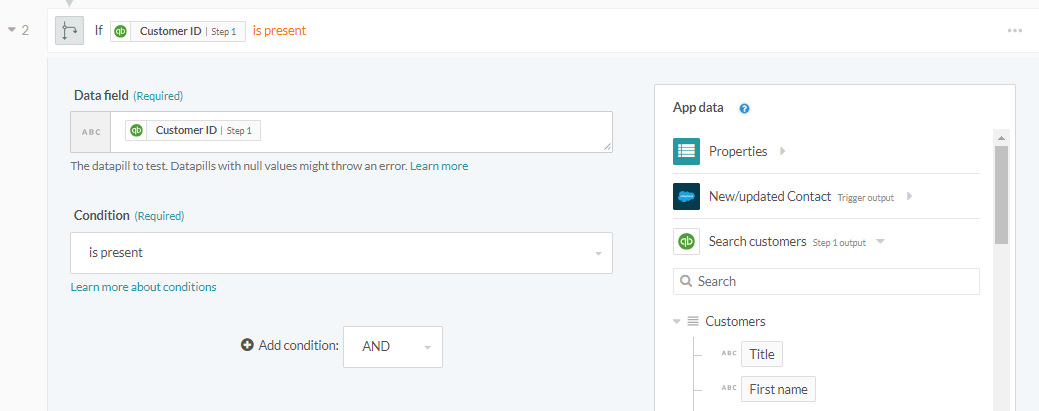 2 If qb Customer ID | Step 1 is present
Data field (Required)
ABC qb Customer ID | Step 1
The datapill to test. Datapills with null values might throw an error. Learn more
Condition (Required)
is present
Learn more about conditions
Add condition: AND
App data ?
Properties
New/updated Contact Trigger output
qb Search customers Step 1 output
Search
Customers
ABC Title
ABC First name